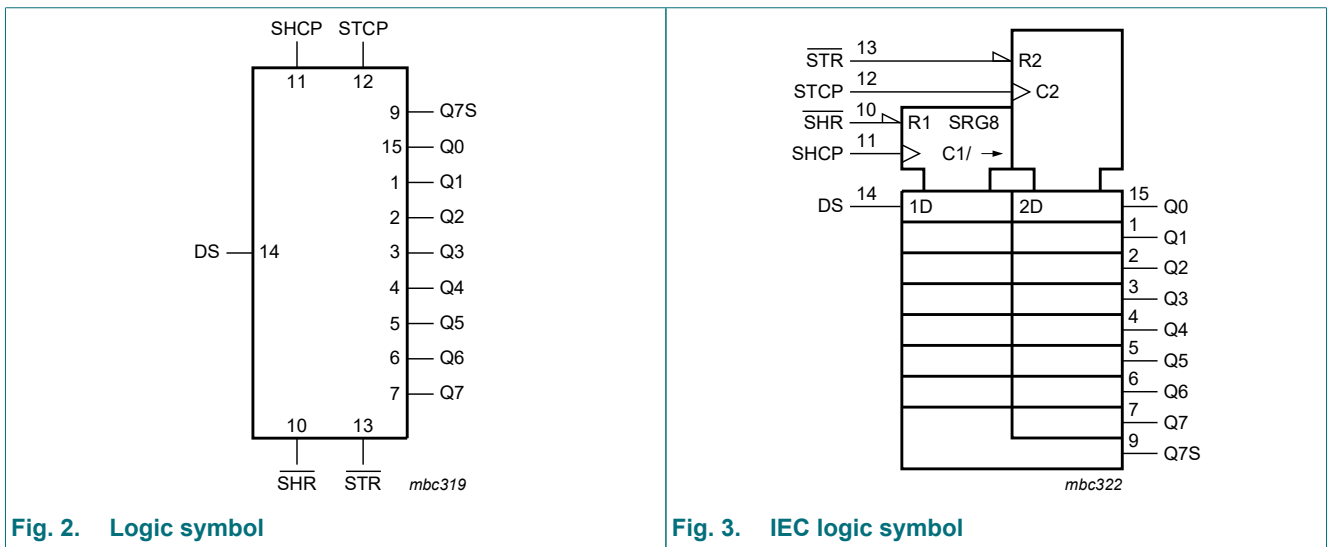 SHCP STCP
11 12
9 Q7S
15 Q0
1 Q1
2 Q2
DS 14 3 Q3
4 Q4
5 Q5
6 Q6
7 Q7
10 13
SHR STR mbc319
Fig. 2. Logic symbol
STR 13 R2
STCP 12 C2
SHR 10 R1 SRG8
SHCP 11 C1/ →
DS 14 1D 2D 15 Q0
1 Q1
2 Q2
3 Q3
4 Q4
5 Q5
6 Q6
7 Q7
9 Q7S
mbc322
Fig. 3. IEC logic symbol